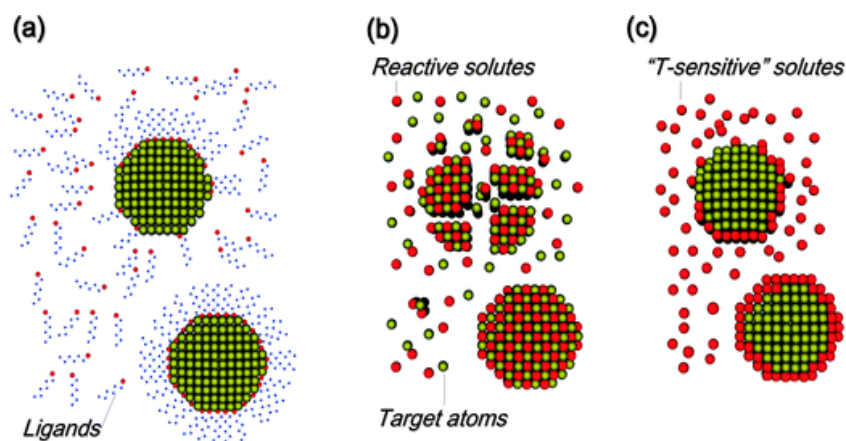 (a)
Ligands
(b)
Reactive solutes
Target atoms
(c)
“T-sensitive” solutes